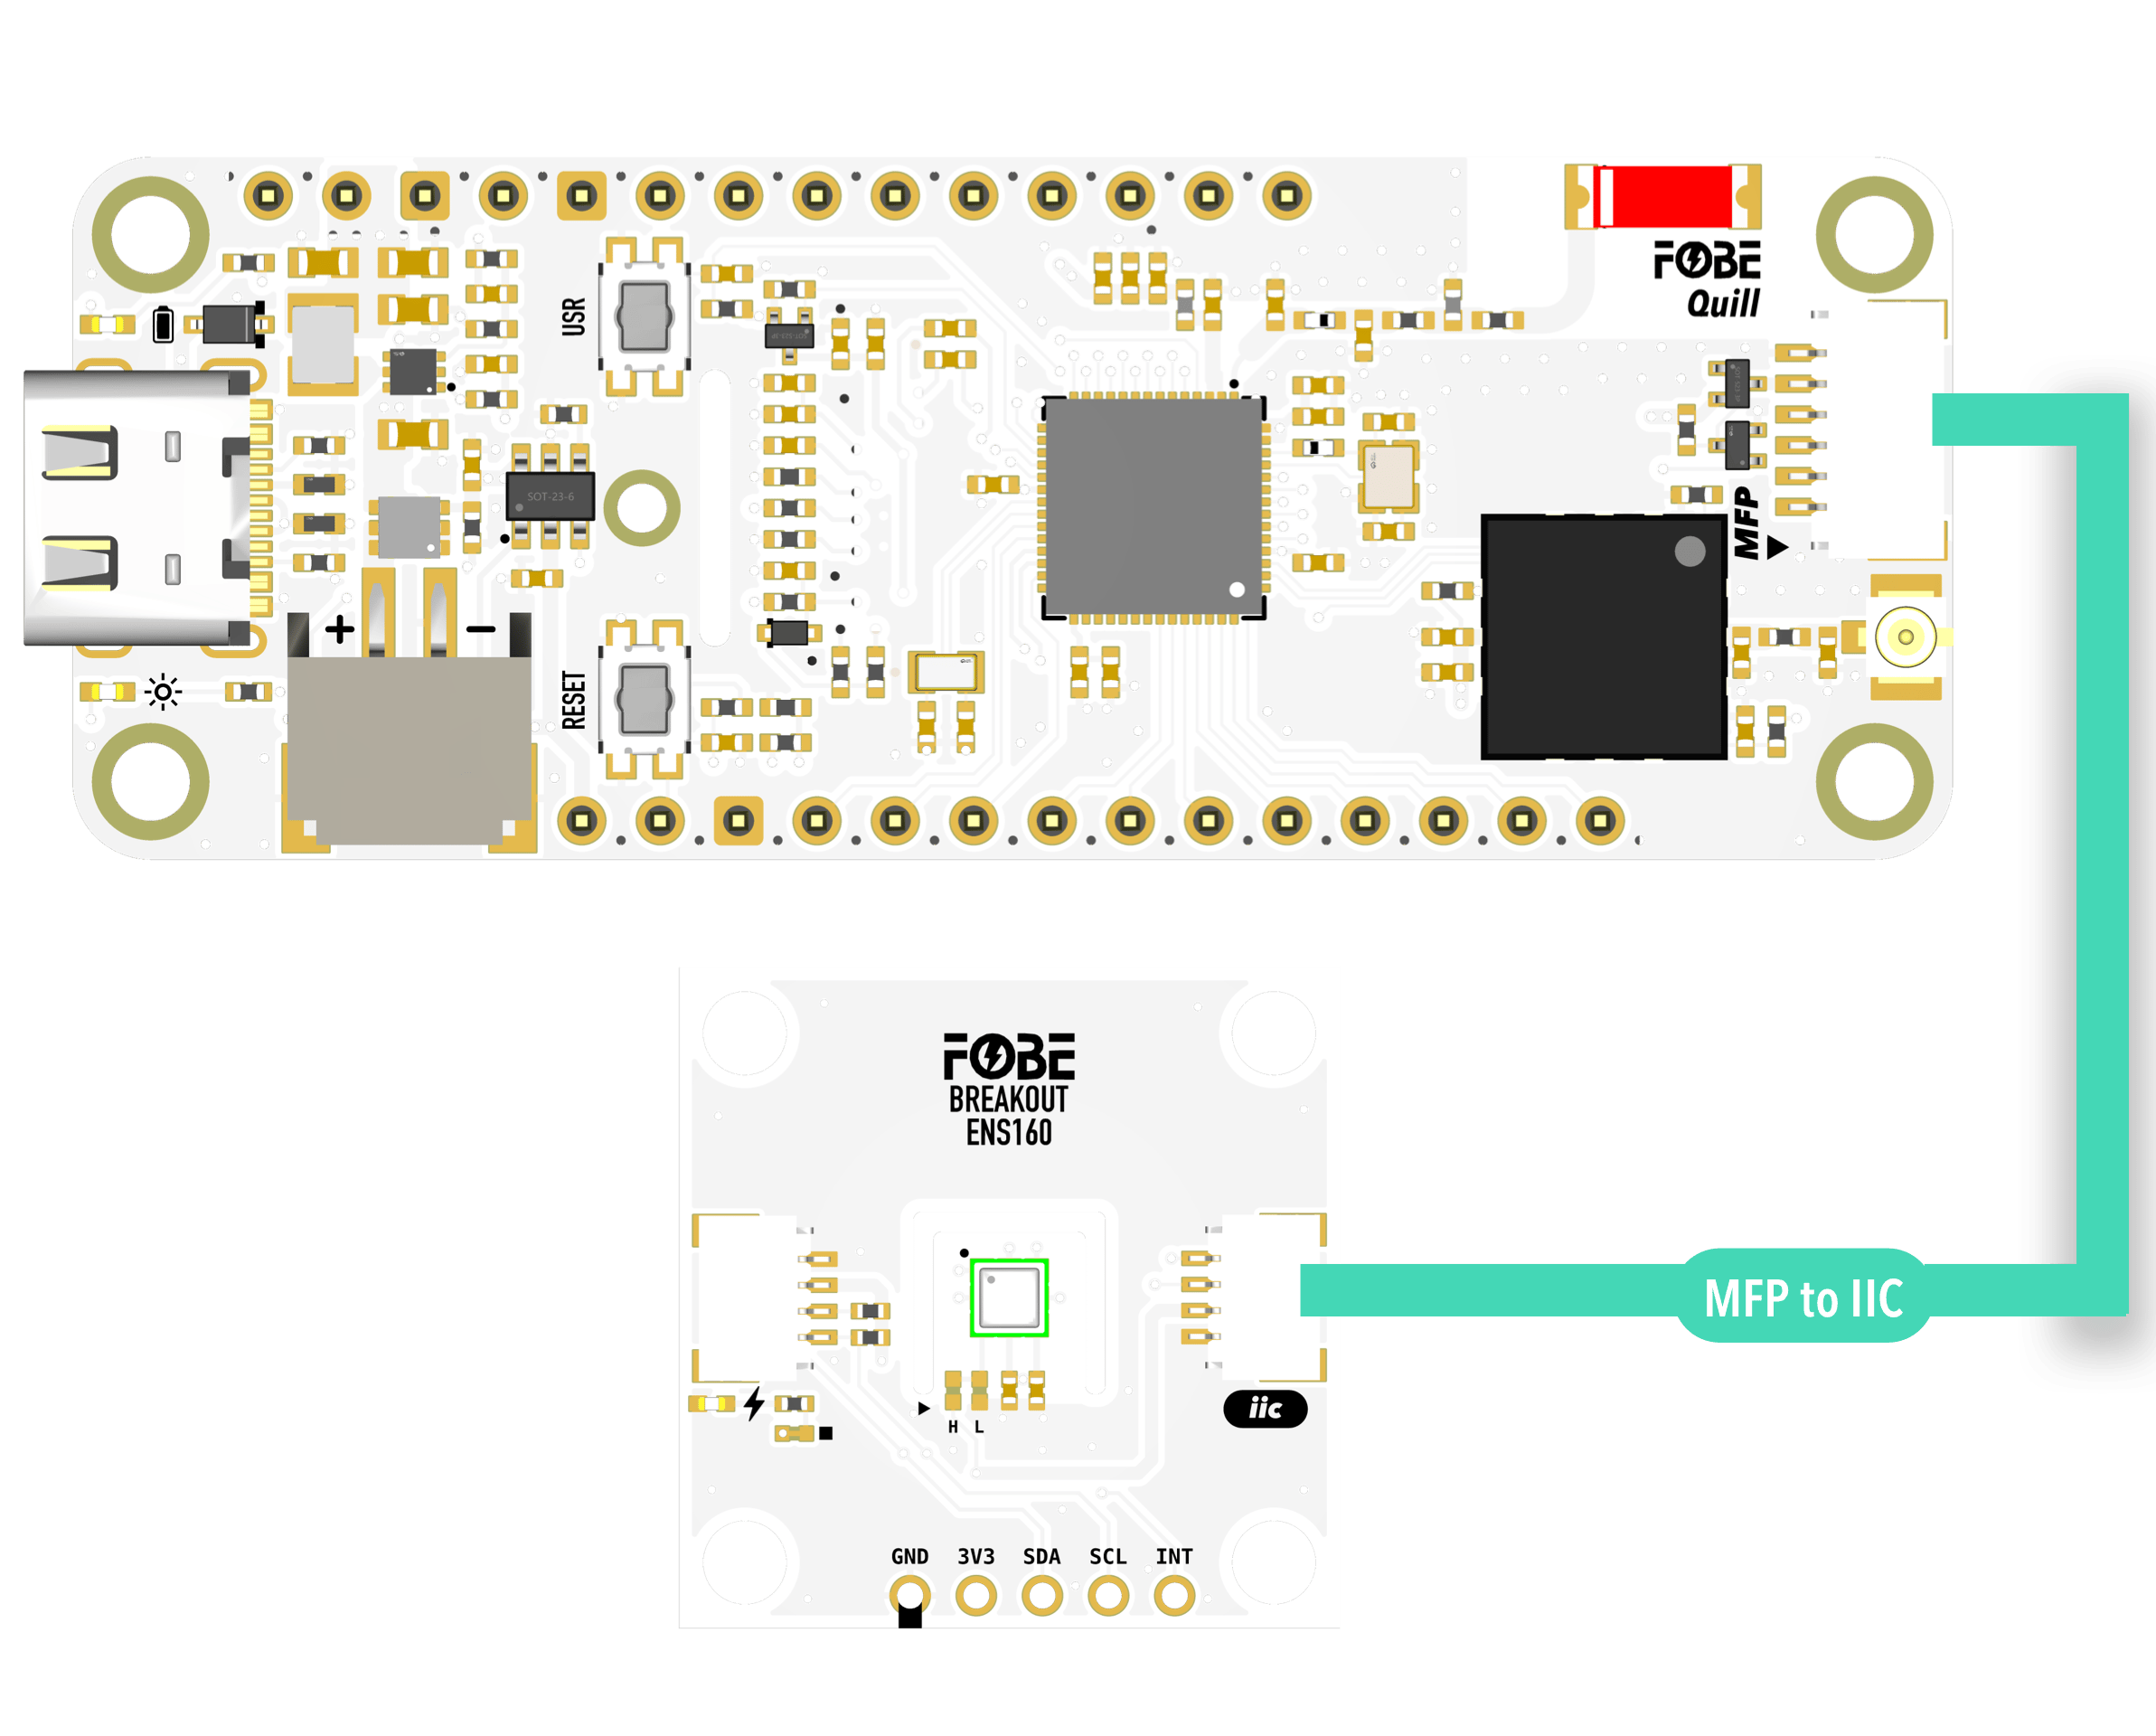 FOBE
Quill
USR
SOT-23-6
MFP
+
−
RESET
FOBE
BREAKOUT
ENS160
MFP to IIC
iic
H L
GND 3V3 SDA SCL INT